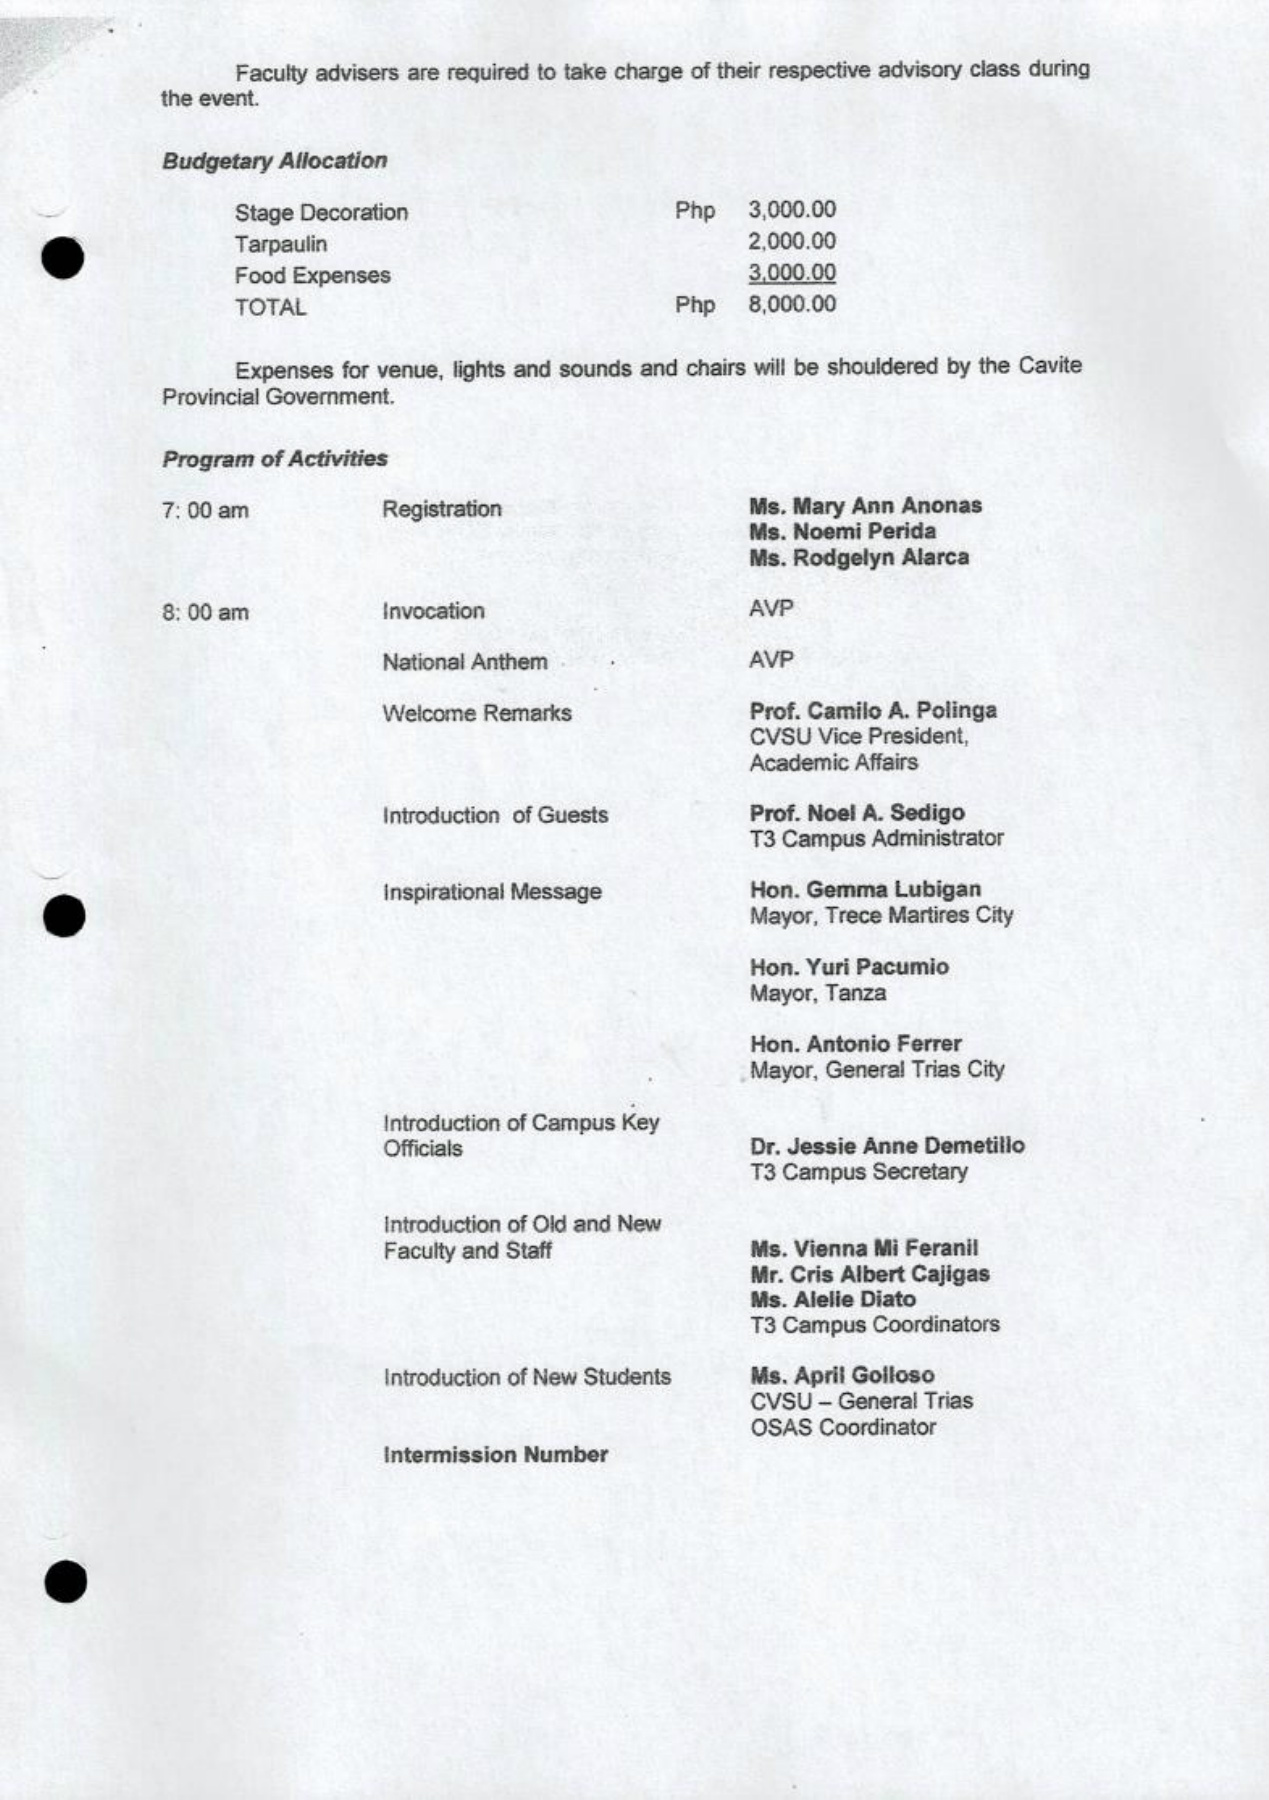 Faculty advisers are required to take charge of their respective advisory class during
the event.
Budgetary Allocation
Stage Decoration Php 3,000.00
Tarpaulin 2,000.00
Food Expenses 3,000.00
TOTAL Php 8,000.00
Expenses for venue, lights and sounds and chairs will be shouldered by the Cavite
Provincial Government.
Program of Activities
7: 00 am Registration Ms. Mary Ann Anonas
Ms. Noemi Perida
Ms. Rodgelyn Alarca
8: 00 am Invocation AVP
National Anthem AVP
Welcome Remarks Prof. Camilo A. Polinga
CVSU Vice President,
Academic Affairs
Introduction of Guests Prof. Noel A. Sedigo
T3 Campus Administrator
Inspirational Message Hon. Gemma Lubigan
Mayor, Trece Martires City
Hon. Yuri Pacumio
Mayor, Tanza
Hon. Antonio Ferrer
Mayor, General Trias City
Introduction of Campus Key
Officials Dr. Jessie Anne Demetillo
T3 Campus Secretary
Introduction of Old and New
Faculty and Staff Ms. Vienna Mi Feranil
Mr. Cris Albert Cajigas
Ms. Alelie Diato
T3 Campus Coordinators
Introduction of New Students Ms. April Golloso
CVSU – General Trias
OSAS Coordinator
Intermission Number